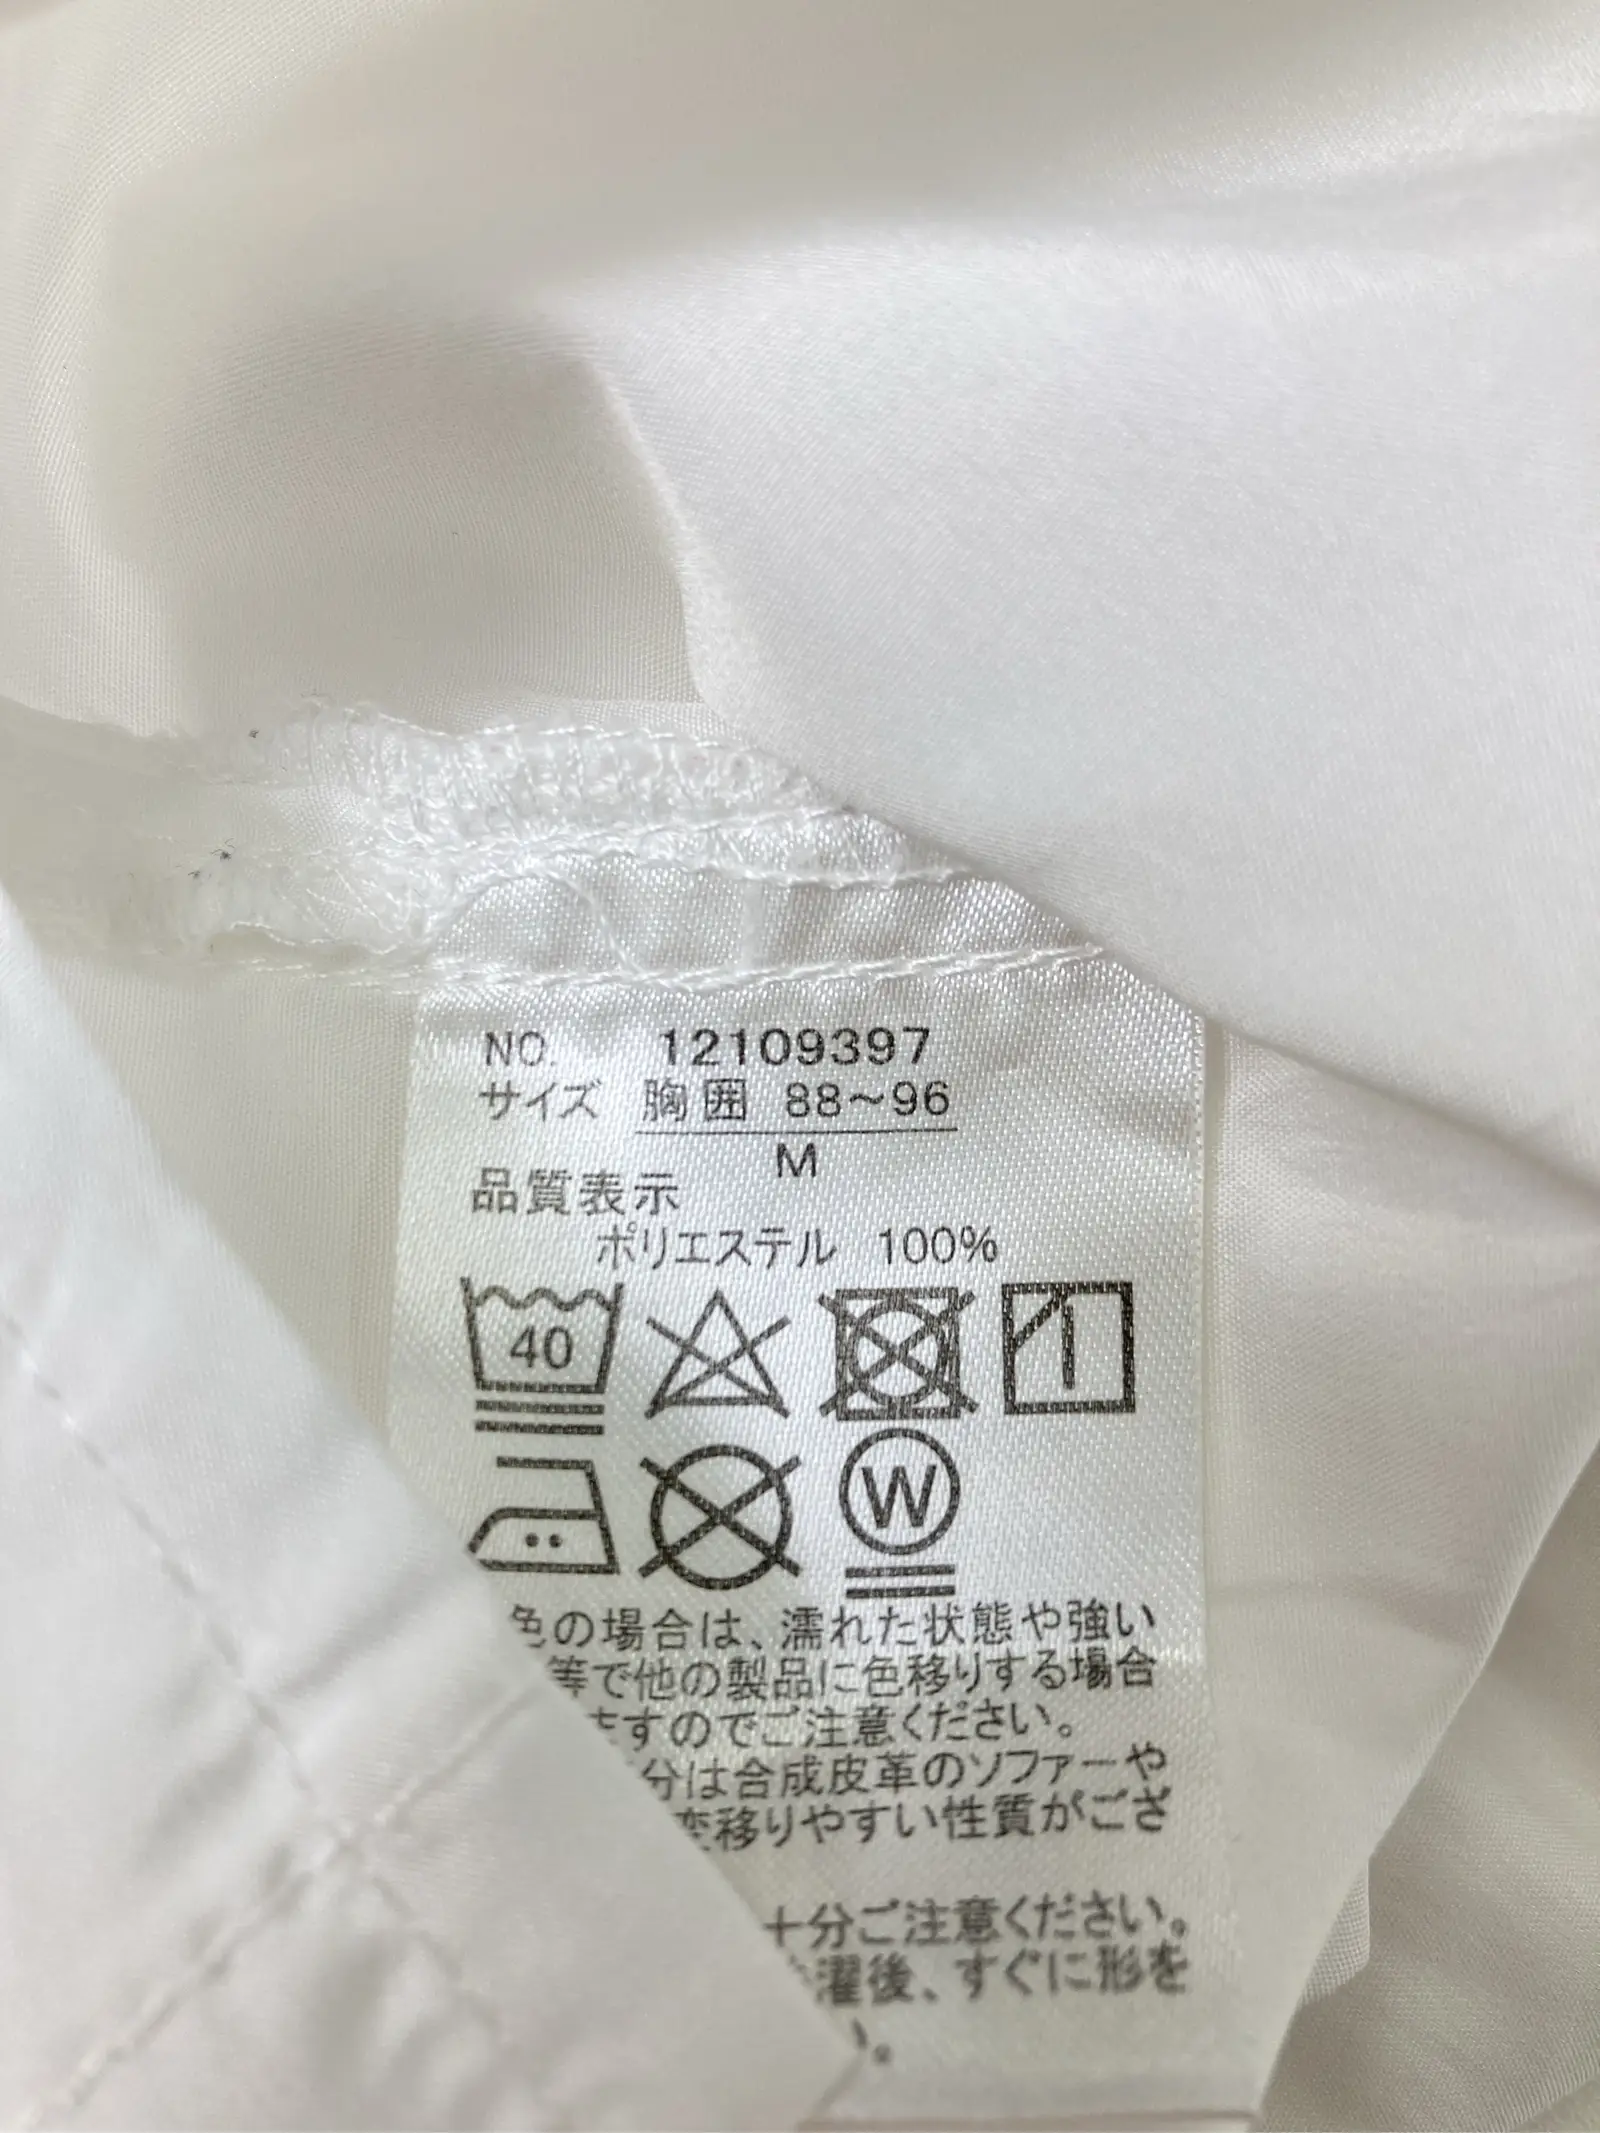 NO. 12109397
サイズ 胸囲 88～96
M
品質表示
ポリエステル 100%
40
W
色の場合は、濡れた状態や強い
等で他の製品に色移りする場合
ますのでご注意ください。
分は合成皮革のソファーや
移りやすい性質がござ
十分ご注意ください。
濯後、すぐに形を